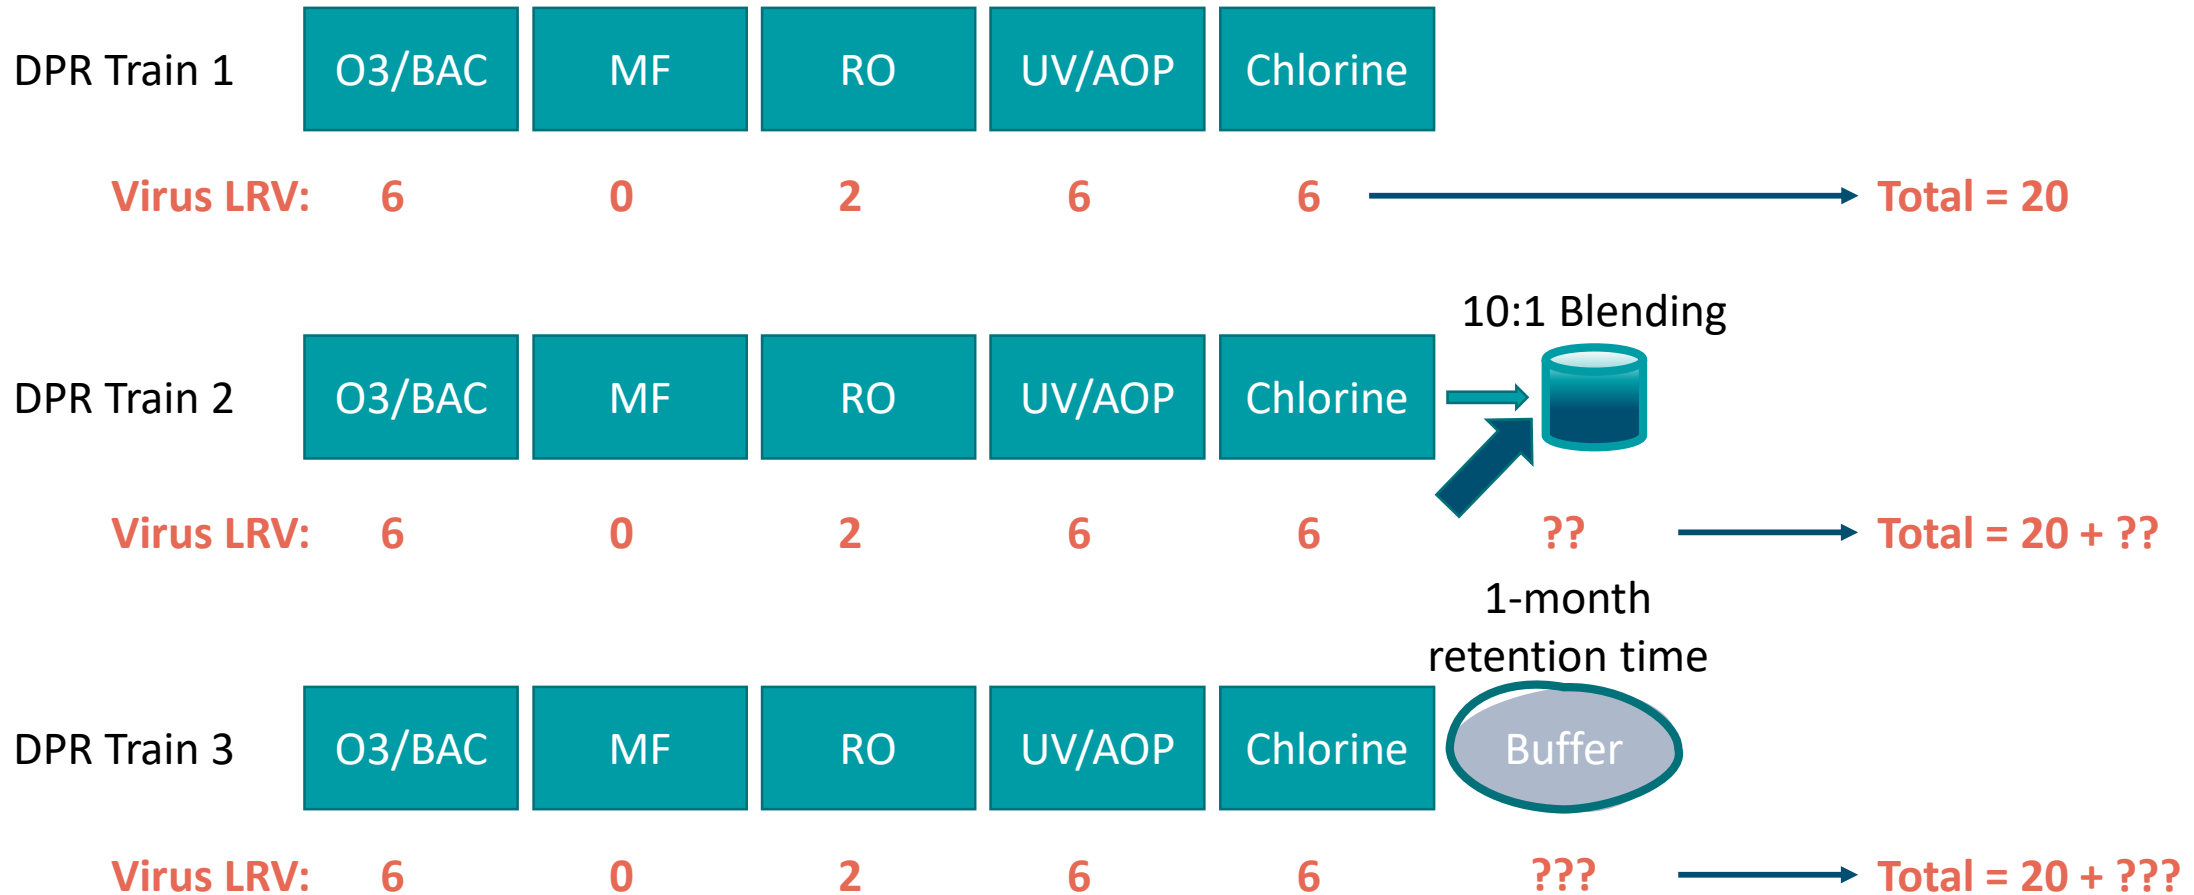 DPR Train 1 O3/BAC MF RO UV/AOP Chlorine
Virus LRV: 6 0 2 6 6 Total = 20
10:1 Blending
DPR Train 2 O3/BAC MF RO UV/AOP Chlorine
Virus LRV: 6 0 2 6 6 ?? Total = 20 + ??
1-month
retention time
DPR Train 3 O3/BAC MF RO UV/AOP Chlorine Buffer
Virus LRV: 6 0 2 6 6 ??? Total = 20 + ???